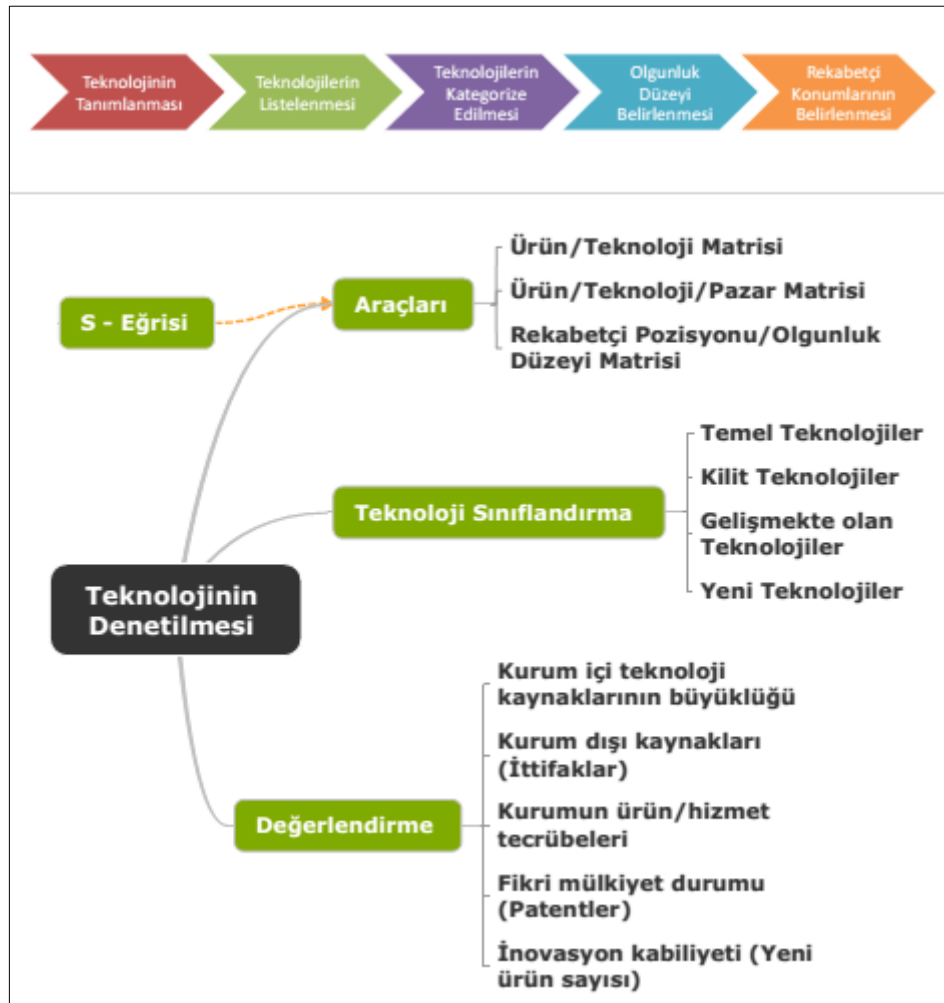 Teknolojinin
Tanımlanması
Teknolojilerin
Listelenmesi
Teknolojilerin
Kategorize
Edilmesi
Olgunluk
Düzeyi
Belirlenmesi
Rekabetçi
Konumlarının
Belirlenmesi
S - Eğrisi
Araçları
Ürün/Teknoloji Matrisi
Ürün/Teknoloji/Pazar Matrisi
Rekabetçi Pozisyonu/Olgunluk
Düzeyi Matrisi
Teknoloji Sınıflandırma
Temel Teknolojiler
Kilit Teknolojiler
Gelişmekte olan
Teknolojiler
Yeni Teknolojiler
Teknolojinin
Denetilmesi
Değerlendirme
Kurum içi teknoloji
kaynaklarının büyüklüğü
Kurum dışı kaynakları
(İttifaklar)
Kurumun ürün/hizmet
tecrübeleri
Fikri mülkiyet durumu
(Patentler)
İnovasyon kabiliyeti (Yeni
ürün sayısı)